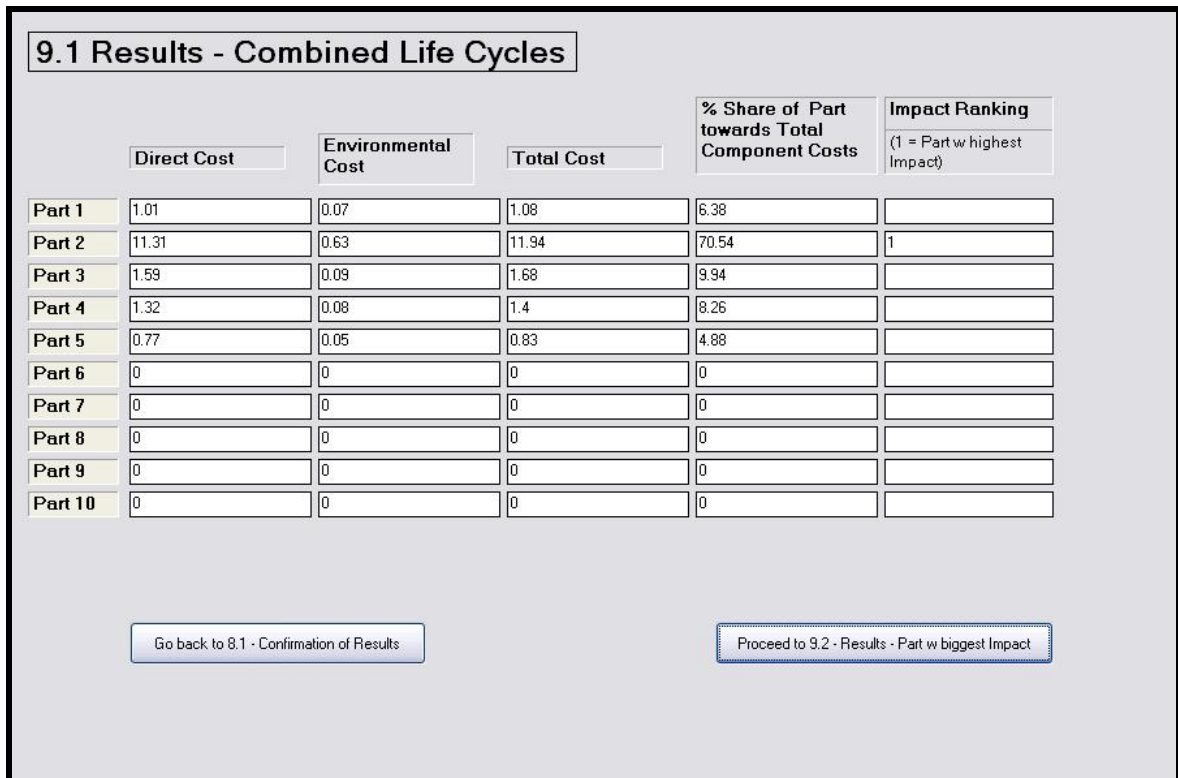 9.1 Results - Combined Life Cycles
Direct Cost
Environmental
Cost
Total Cost
% Share of Part
towards Total
Component Costs
Impact Ranking
(1 = Part w highest
Impact)
Part 1 1.01 0.07 1.08 6.38
Part 2 11.31 0.63 11.94 70.54 1
Part 3 1.59 0.09 1.68 9.94
Part 4 1.32 0.08 1.4 8.26
Part 5 0.77 0.05 0.83 4.88
Part 6 0 0 0 0
Part 7 0 0 0 0
Part 8 0 0 0 0
Part 9 0 0 0 0
Part 10 0 0 0 0
Go back to 8.1 - Confirmation of Results
Proceed to 9.2 - Results - Part w biggest Impact